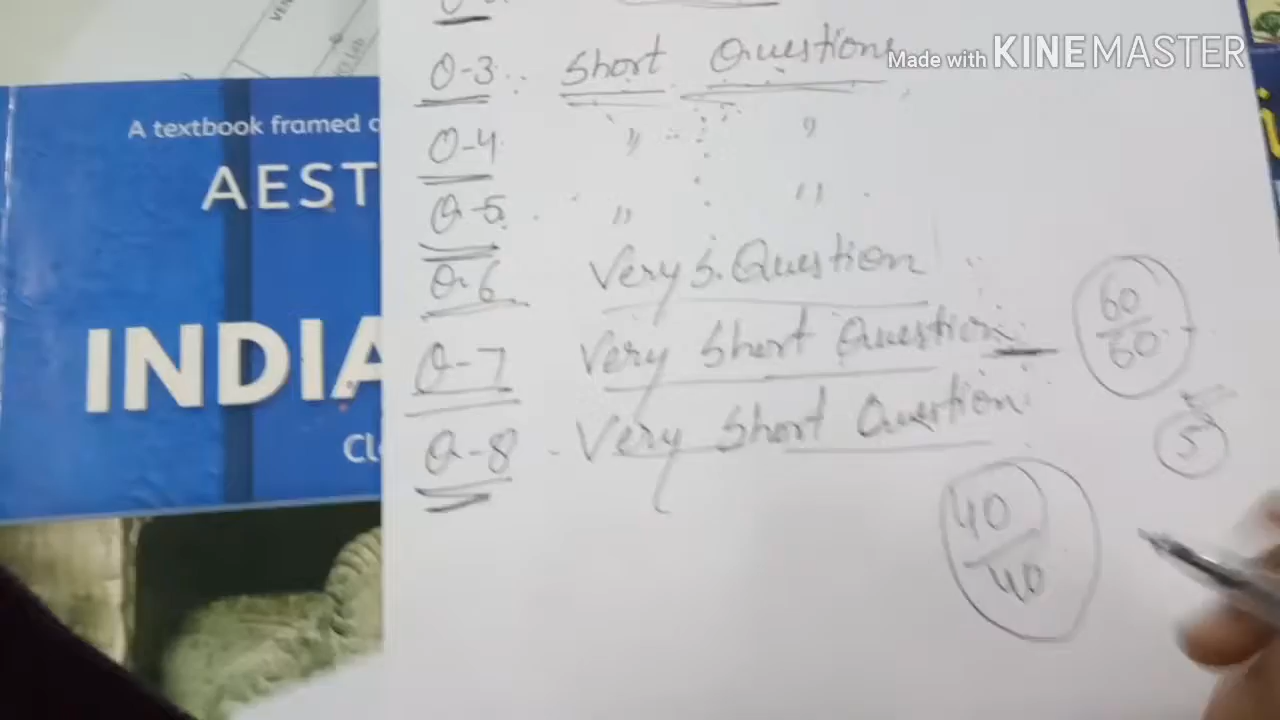 VEN
Q-3. Short Questions
Made with KINEMASTER
A textbook framed
Q-4 " "
AEST
Q-5. " "
Q-6 Very S. Question
INDIA
Q-7 Very Short Question
60
60
Q-8 - Very Short Question
Cl
5
40
40